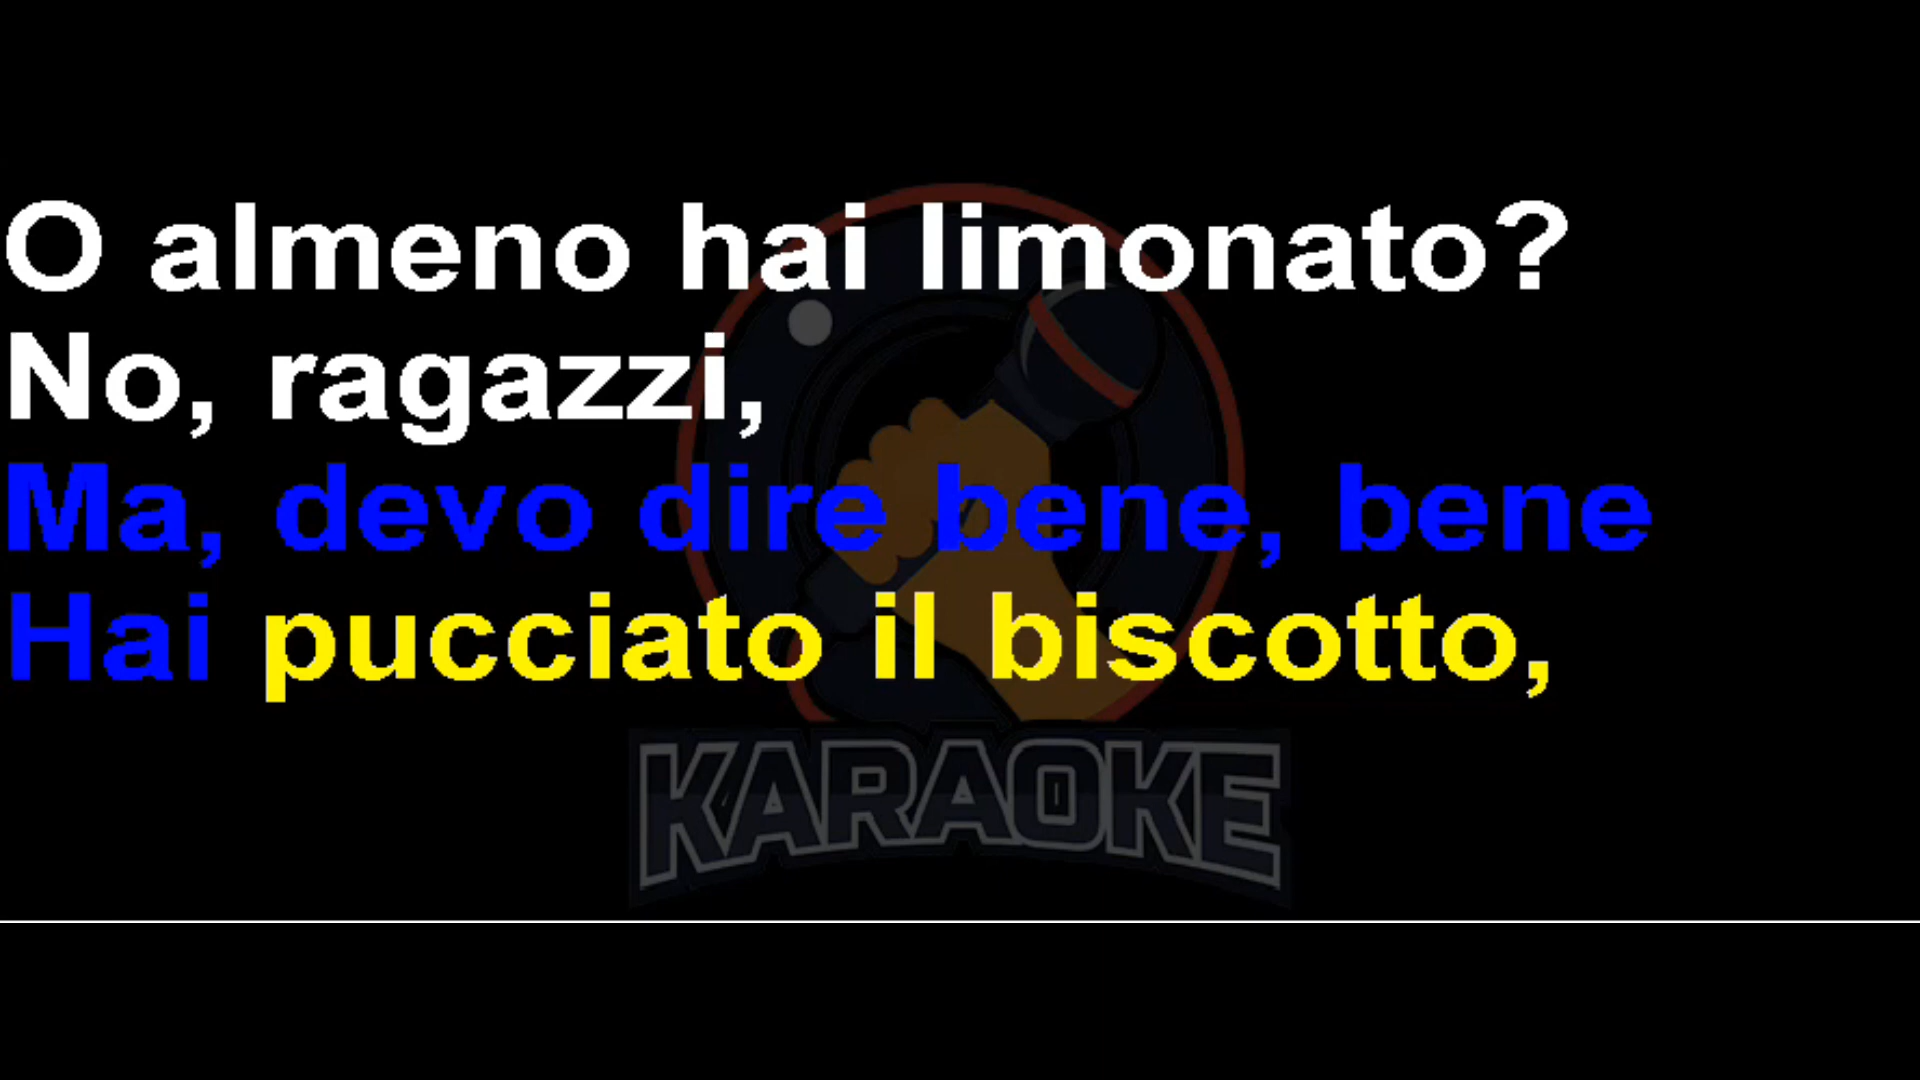 O almeno hai limonato?
No, ragazzi,
Ma, devo dire bene, bene
Hai pucciato il biscotto,
KARAOKE